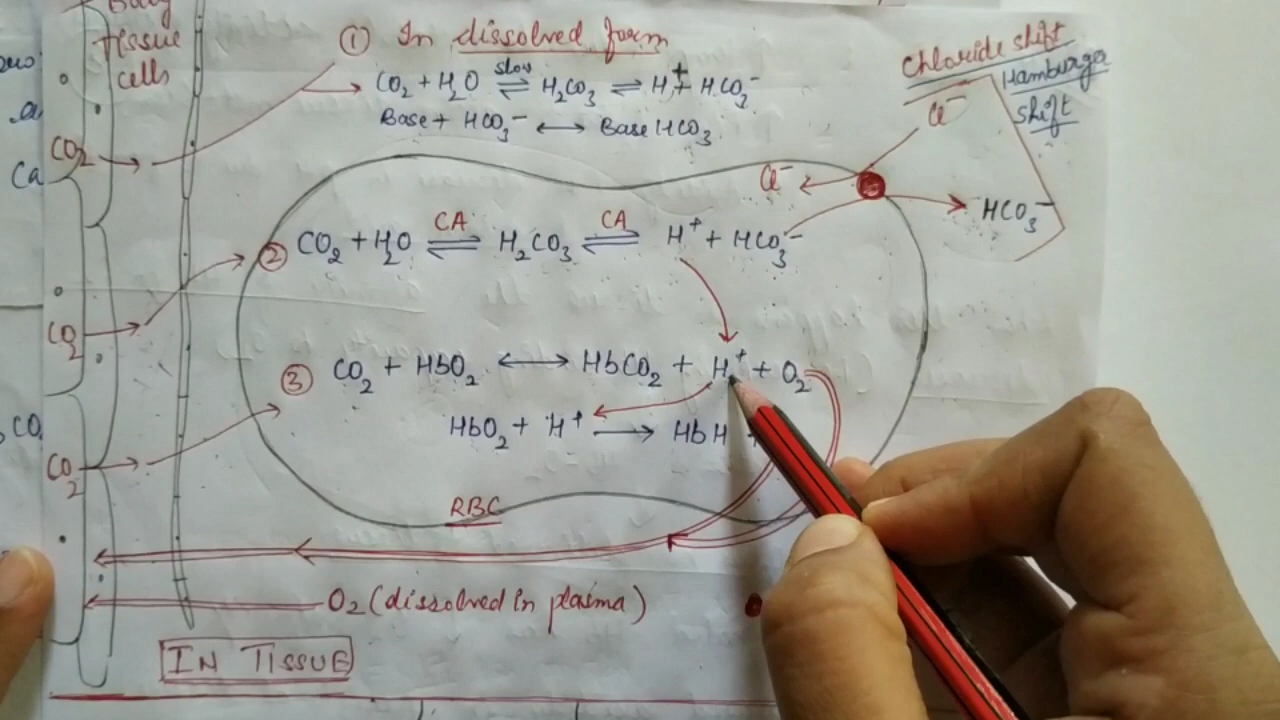 Body
Tissue
cells
① In dissolved form
CO₂ + H₂O ⇌ H₂CO₃ ⇌ H⁺ + HCO₃⁻
slow
Base + HCO₃⁻ ⟷ Base HCO₃
Chloride shift
Hamburger
shift
Cl⁻
Cl⁻
HCO₃⁻
Ca
CO₂
CA
CA
② CO₂ + H₂O ⇌ H₂CO₃ ⇌ H⁺ + HCO₃⁻
CO₂
③ CO₂ + HbO₂ ⟷ HbCO₂ + H⁺ + O₂
HbO₂ + H⁺ → HbH +
CO₂
RBC
O₂ (dissolved in plasma)
IN TISSUE